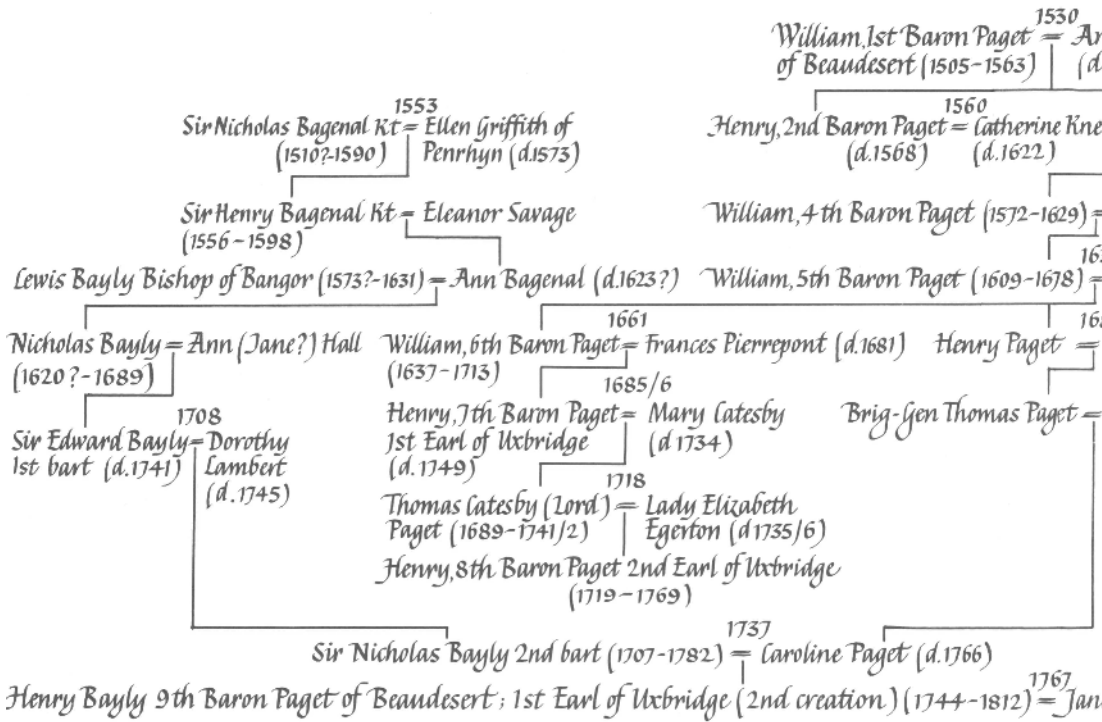 1530
William, 1st Baron Paget = An
of Beaudesert (1505-1563) (d.
1553
Sir Nicholas Bagenal Kt = Ellen Griffith of
(1510?-1590) Penrhyn (d.1573)
1560
Henry, 2nd Baron Paget = Catherine Kne
(d.1568) (d.1622)
Sir Henry Bagenal Kt = Eleanor Savage
(1556-1598)
William, 4th Baron Paget (1572-1629) =
Lewis Bayly Bishop of Bangor (1573?-1631) = Ann Bagenal (d.1623?)
163
William, 5th Baron Paget (1609-1678) =
Nicholas Bayly = Ann (Jane?) Hall
(1620?-1689)
1661
William, 6th Baron Paget = Frances Pierrepont (d.1681)
(1637-1713)
168
Henry Paget =
1708
Sir Edward Bayly = Dorothy
1st bart (d.1741) Lambert
(d.1745)
1685/6
Henry, 7th Baron Paget = Mary Catesby
1st Earl of Uxbridge (d 1734)
(d.1749)
Brig-Gen Thomas Paget =
1718
Thomas Catesby (Lord) = Lady Elizabeth
Paget (1689-1741/2) Egerton (d 1735/6)
Henry, 8th Baron Paget 2nd Earl of Uxbridge
(1719-1769)
1737
Sir Nicholas Bayly 2nd bart (1707-1782) = Caroline Paget (d.1766)
1767
Henry Bayly 9th Baron Paget of Beaudesert; 1st Earl of Uxbridge (2nd creation) (1744-1812) = Jan